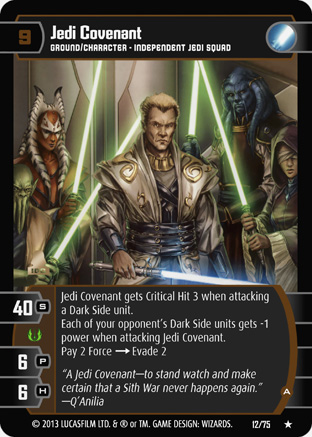 9
Jedi Covenant
GROUND/CHARACTER - INDEPENDENT JEDI SQUAD
40 S
6 P
6 H
Jedi Covenant gets Critical Hit 3 when attacking
a Dark Side unit.
Each of your opponent's Dark Side units gets -1
power when attacking Jedi Covenant.
Pay 2 Force → Evade 2
"A Jedi Covenant—to stand watch and make
certain that a Sith War never happens again."
—Q'Anilia
A
© 2013 LUCASFILM LTD. & ® or TM. GAME DESIGN: WIZARDS. 12/75 ★